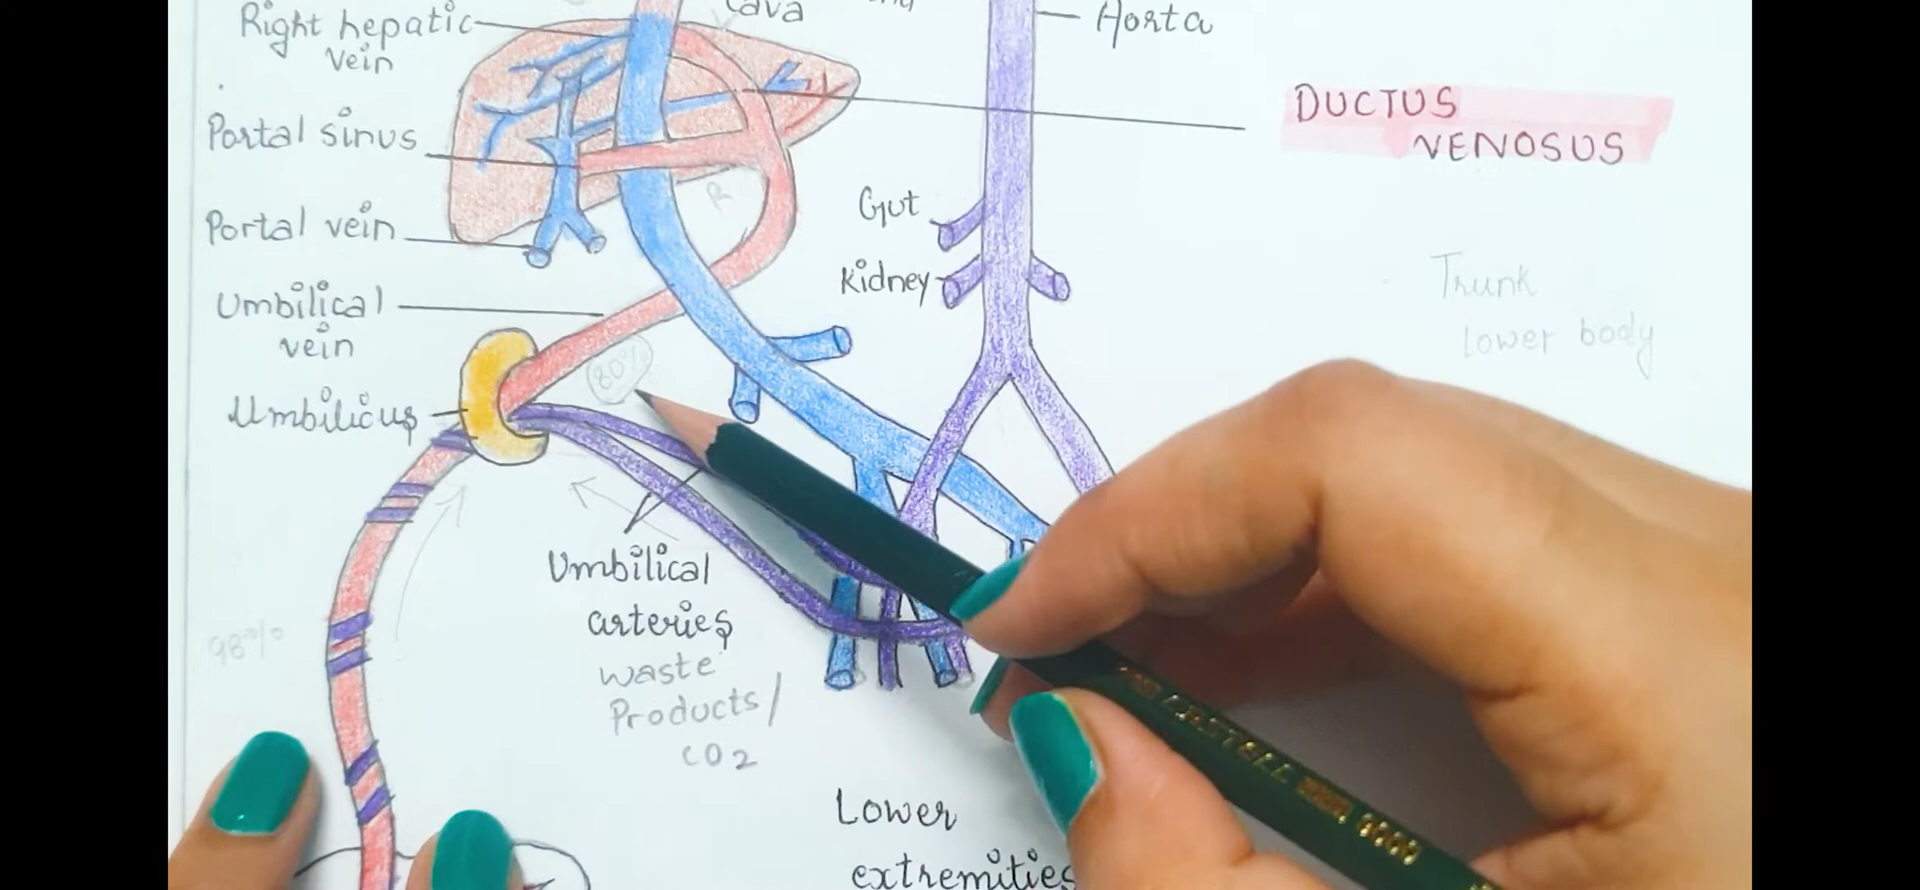 Right hepatic
vein
cava
Aorta
DUCTUS
VENOSUS
Portal sinus
Portal vein
Gut
Kidney
Umbilical
vein
Trunk
lower body
80%
Umbilicus
Umbilical
arteries
waste
Products/
CO2
98%
R
Lower
extremities